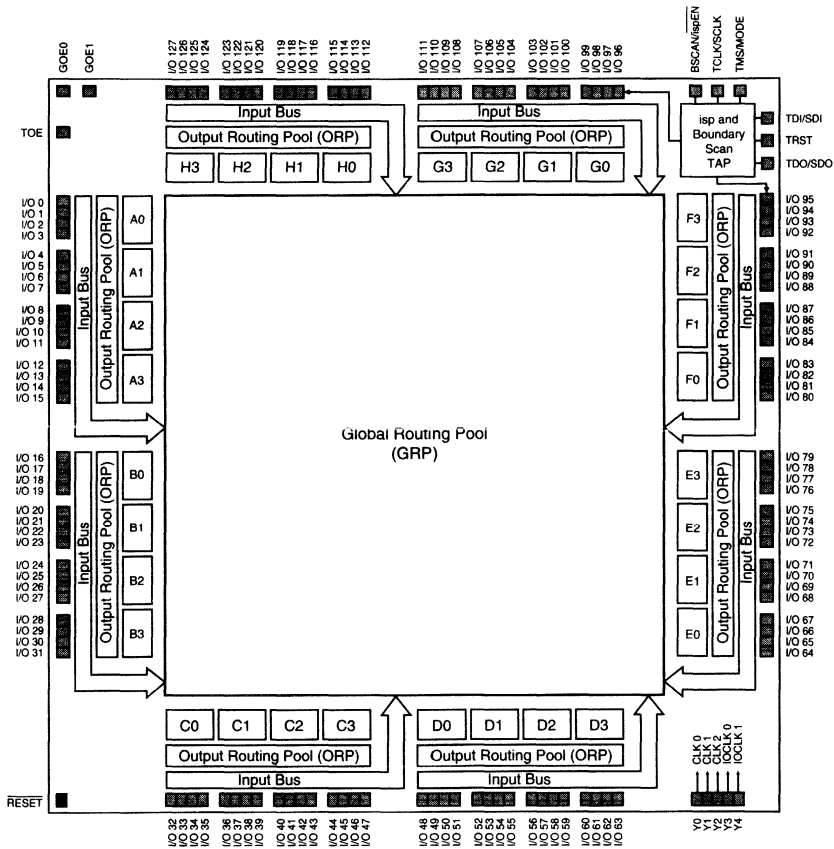 GOE0
GOE1
I/O 127
I/O 126
I/O 125
I/O 124
I/O 123
I/O 122
I/O 121
I/O 120
I/O 119
I/O 118
I/O 117
I/O 116
I/O 115
I/O 114
I/O 113
I/O 112
I/O 111
I/O 110
I/O 109
I/O 108
I/O 107
I/O 106
I/O 105
I/O 104
I/O 103
I/O 102
I/O 101
I/O 100
I/O 99
I/O 98
I/O 97
I/O 96
BSCAN/ispEN
TCLK/SCLK
TMS/MODE
TOE
Input Bus
Output Routing Pool (ORP)
H3 H2 H1 H0
Input Bus
Output Routing Pool (ORP)
G3 G2 G1 G0
isp and
Boundary
Scan
TAP
TDI/SDI
TRST
TDO/SDO
I/O 0
I/O 1
I/O 2
I/O 3
I/O 4
I/O 5
I/O 6
I/O 7
I/O 8
I/O 9
I/O 10
I/O 11
I/O 12
I/O 13
I/O 14
I/O 15
Input Bus
Output Routing Pool (ORP)
A0
A1
A2
A3
I/O 16
I/O 17
I/O 18
I/O 19
I/O 20
I/O 21
I/O 22
I/O 23
I/O 24
I/O 25
I/O 26
I/O 27
I/O 28
I/O 29
I/O 30
I/O 31
Input Bus
Output Routing Pool (ORP)
B0
B1
B2
B3
Global Routing Pool
(GRP)
F3
F2
F1
F0
Output Routing Pool (ORP)
Input Bus
I/O 95
I/O 94
I/O 93
I/O 92
I/O 91
I/O 90
I/O 89
I/O 88
I/O 87
I/O 86
I/O 85
I/O 84
I/O 83
I/O 82
I/O 81
I/O 80
E3
E2
E1
E0
Output Routing Pool (ORP)
Input Bus
I/O 79
I/O 78
I/O 77
I/O 76
I/O 75
I/O 74
I/O 73
I/O 72
I/O 71
I/O 70
I/O 69
I/O 68
I/O 67
I/O 66
I/O 65
I/O 64
C0 C1 C2 C3
Output Routing Pool (ORP)
Input Bus
D0 D1 D2 D3
Output Routing Pool (ORP)
Input Bus
CLK 0
CLK 1
CLK 2
IOCLK 0
IOCLK 1
RESET
I/O 32
I/O 33
I/O 34
I/O 35
I/O 36
I/O 37
I/O 38
I/O 39
I/O 40
I/O 41
I/O 42
I/O 43
I/O 44
I/O 45
I/O 46
I/O 47
I/O 48
I/O 49
I/O 50
I/O 51
I/O 52
I/O 53
I/O 54
I/O 55
I/O 56
I/O 57
I/O 58
I/O 59
I/O 60
I/O 61
I/O 62
I/O 63
Y0
Y1
Y2
Y3
Y4